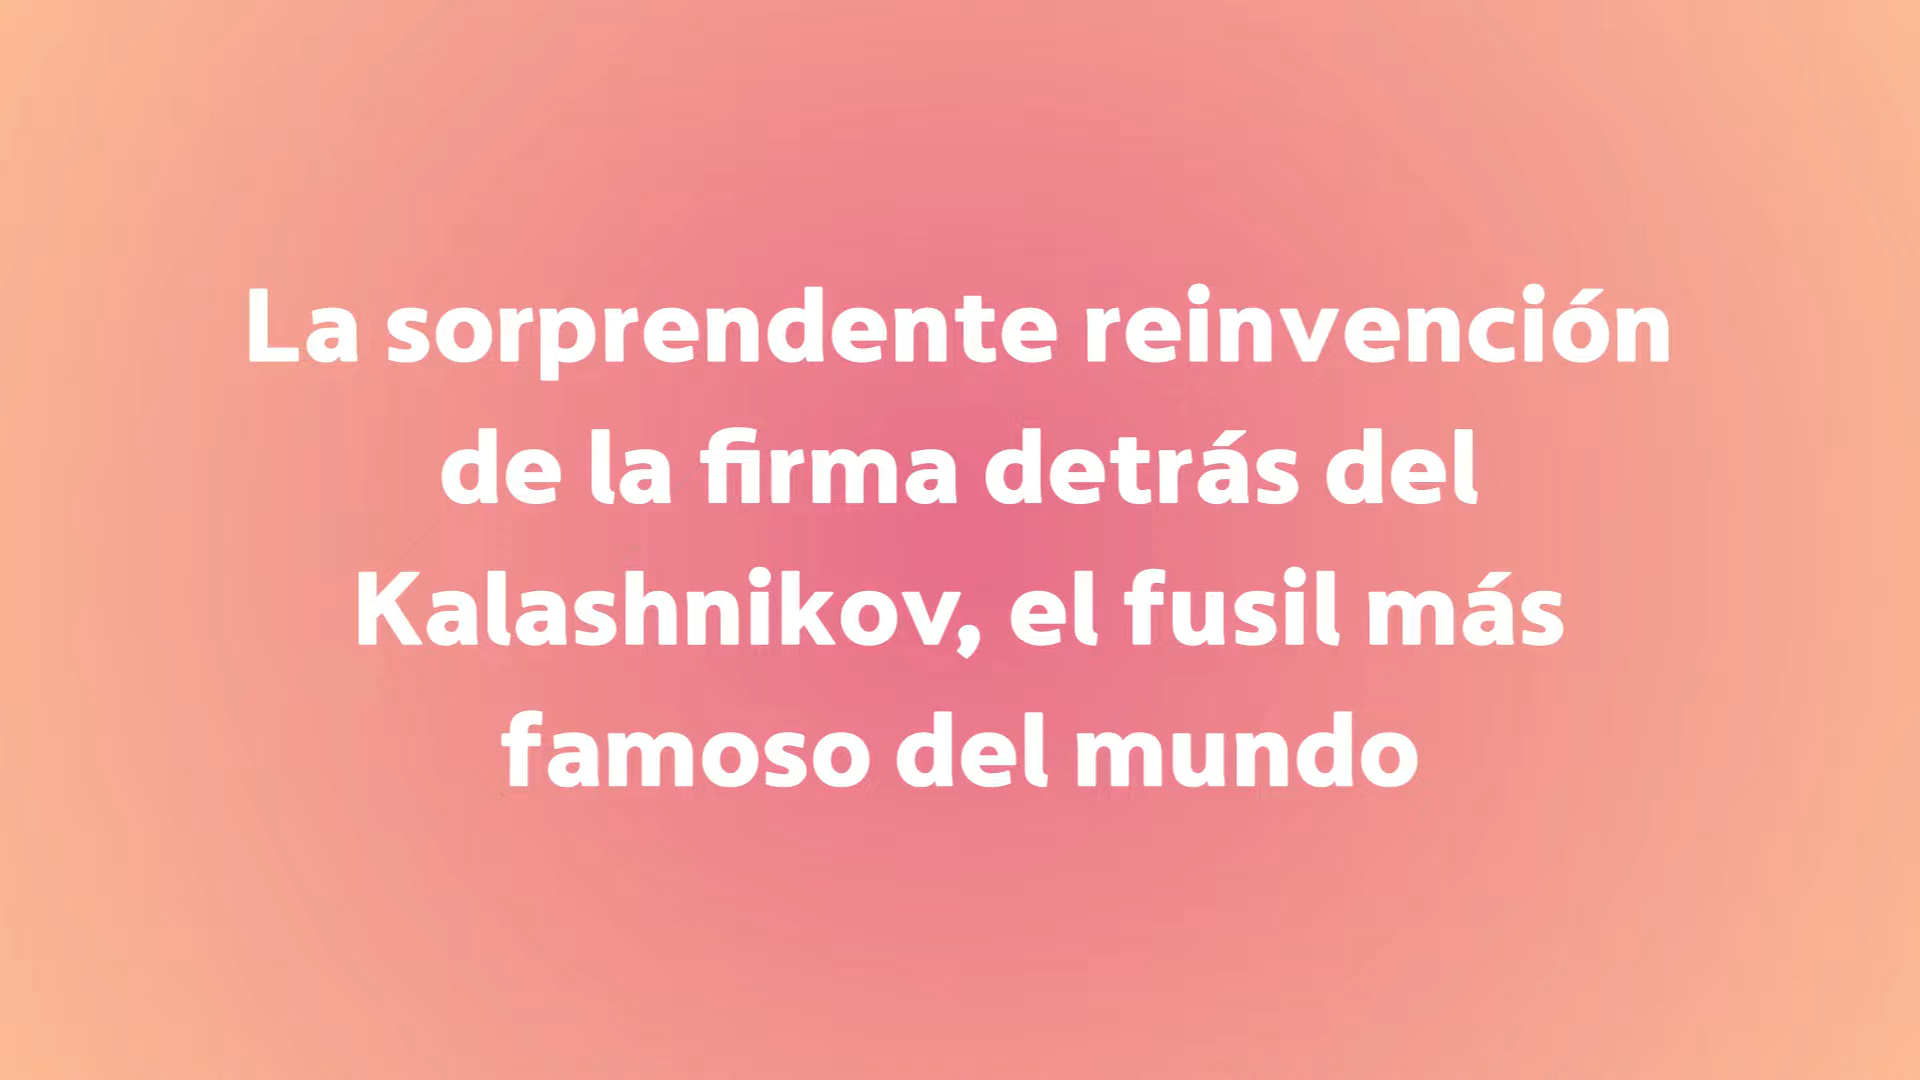 La sorprendente reinvención
de la firma detrás del
Kalashnikov, el fusil más
famoso del mundo